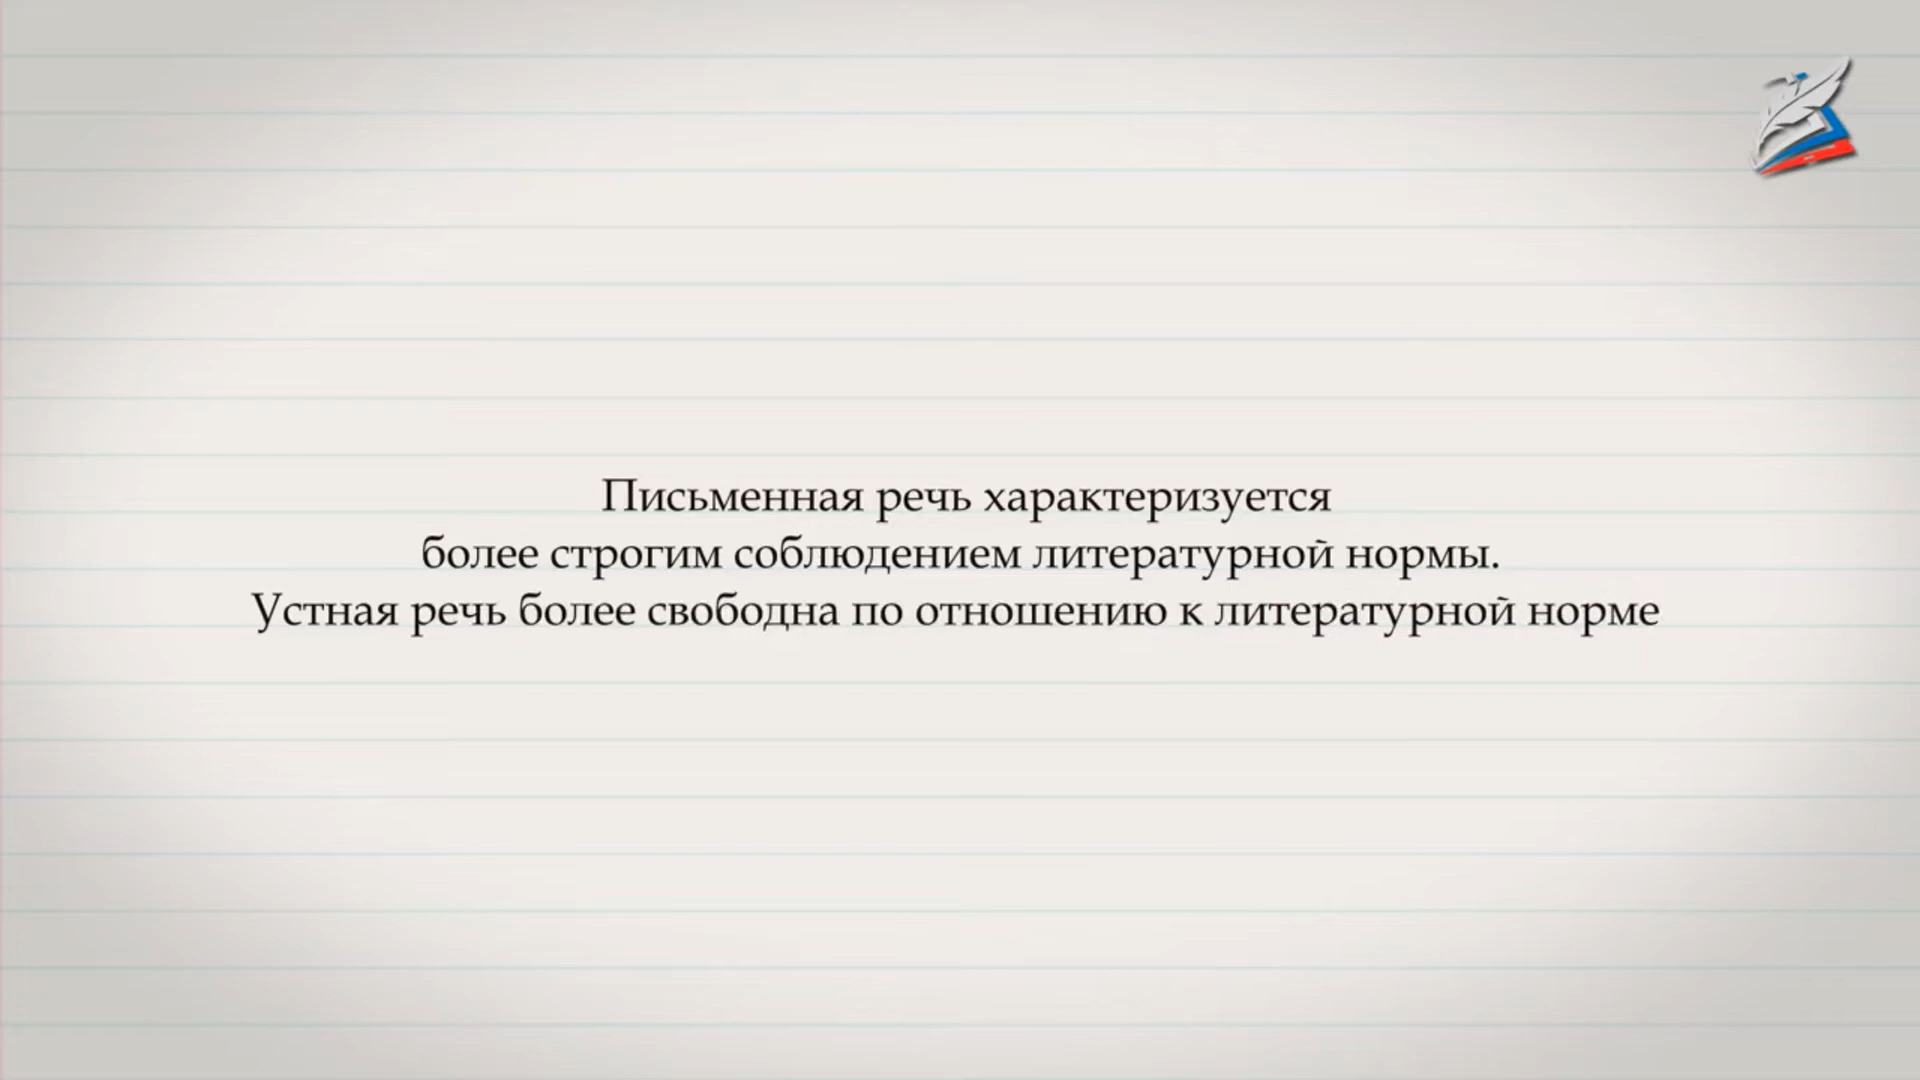 Письменная речь характеризуется
более строгим соблюдением литературной нормы.
Устная речь более свободна по отношению к литературной норме